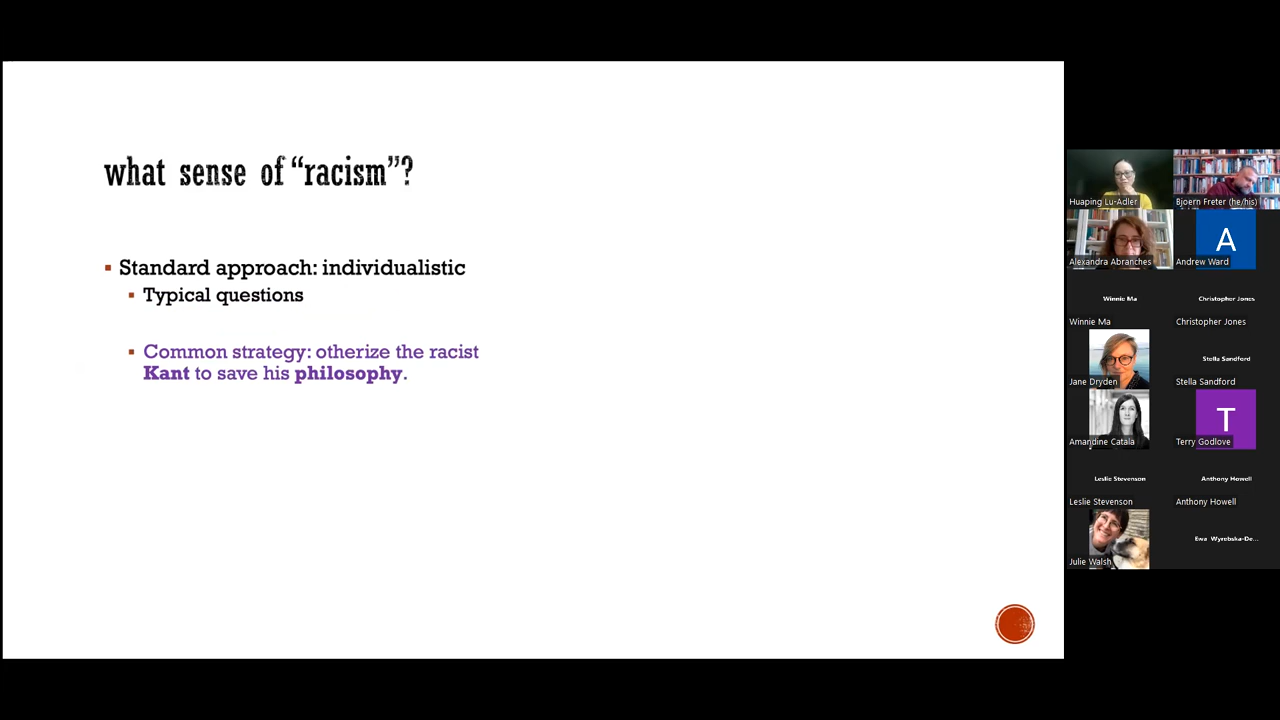 what sense of “racism”?
Standard approach: individualistic
Typical questions
Common strategy: otherize the racist
Kant to save his philosophy.
Huaping Lu-Adler
Bjoern Freter (he/his)
Alexandra Abranches
A
Andrew Ward
Winnie Ma
Winnie Ma
Christopher Jones
Christopher Jones
Jane Dryden
Stella Sandford
Stella Sandford
Amandine Catala
T
Terry Godlove
Leslie Stevenson
Leslie Stevenson
Anthony Howell
Anthony Howell
Julie Walsh
Ewa Wyrebska-De...